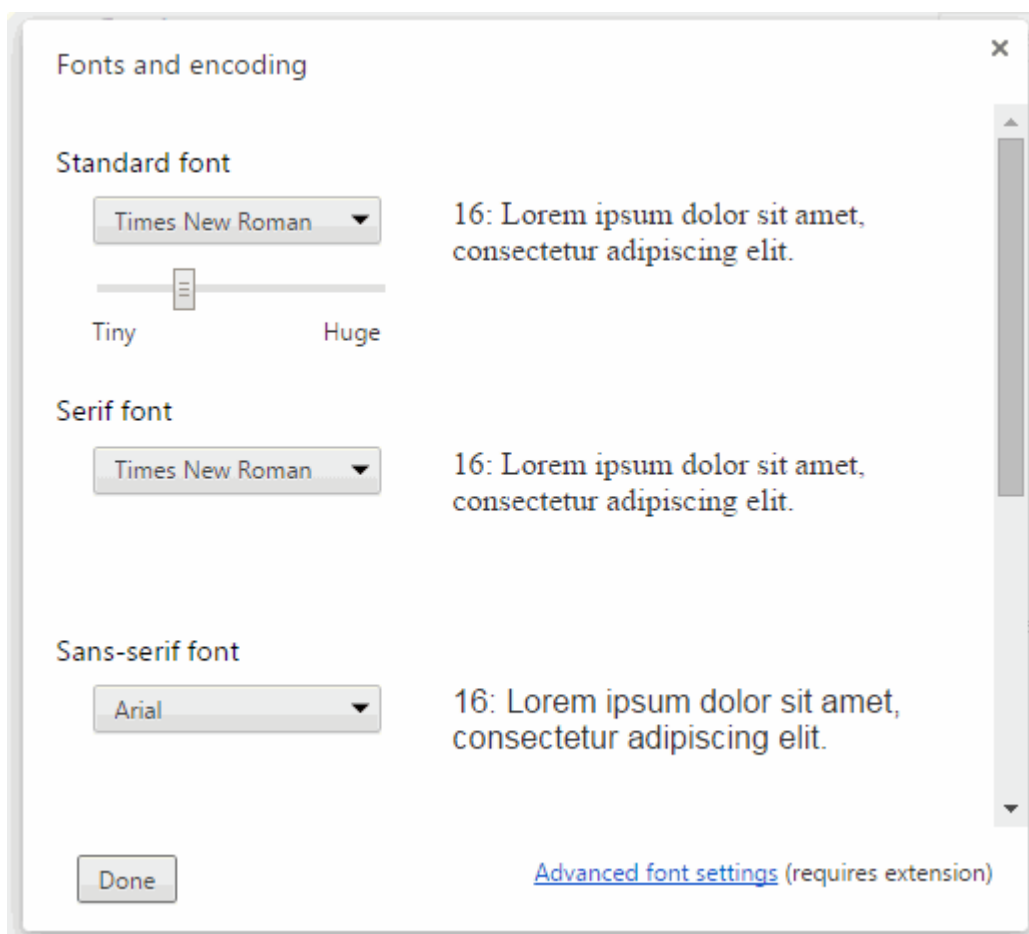 Fonts and encoding
Standard font
Times New Roman
16: Lorem ipsum dolor sit amet,
consectetur adipiscing elit.
Tiny
Huge
Serif font
Times New Roman
16: Lorem ipsum dolor sit amet,
consectetur adipiscing elit.
Sans-serif font
Arial
16: Lorem ipsum dolor sit amet,
consectetur adipiscing elit.
Done
Advanced font settings (requires extension)